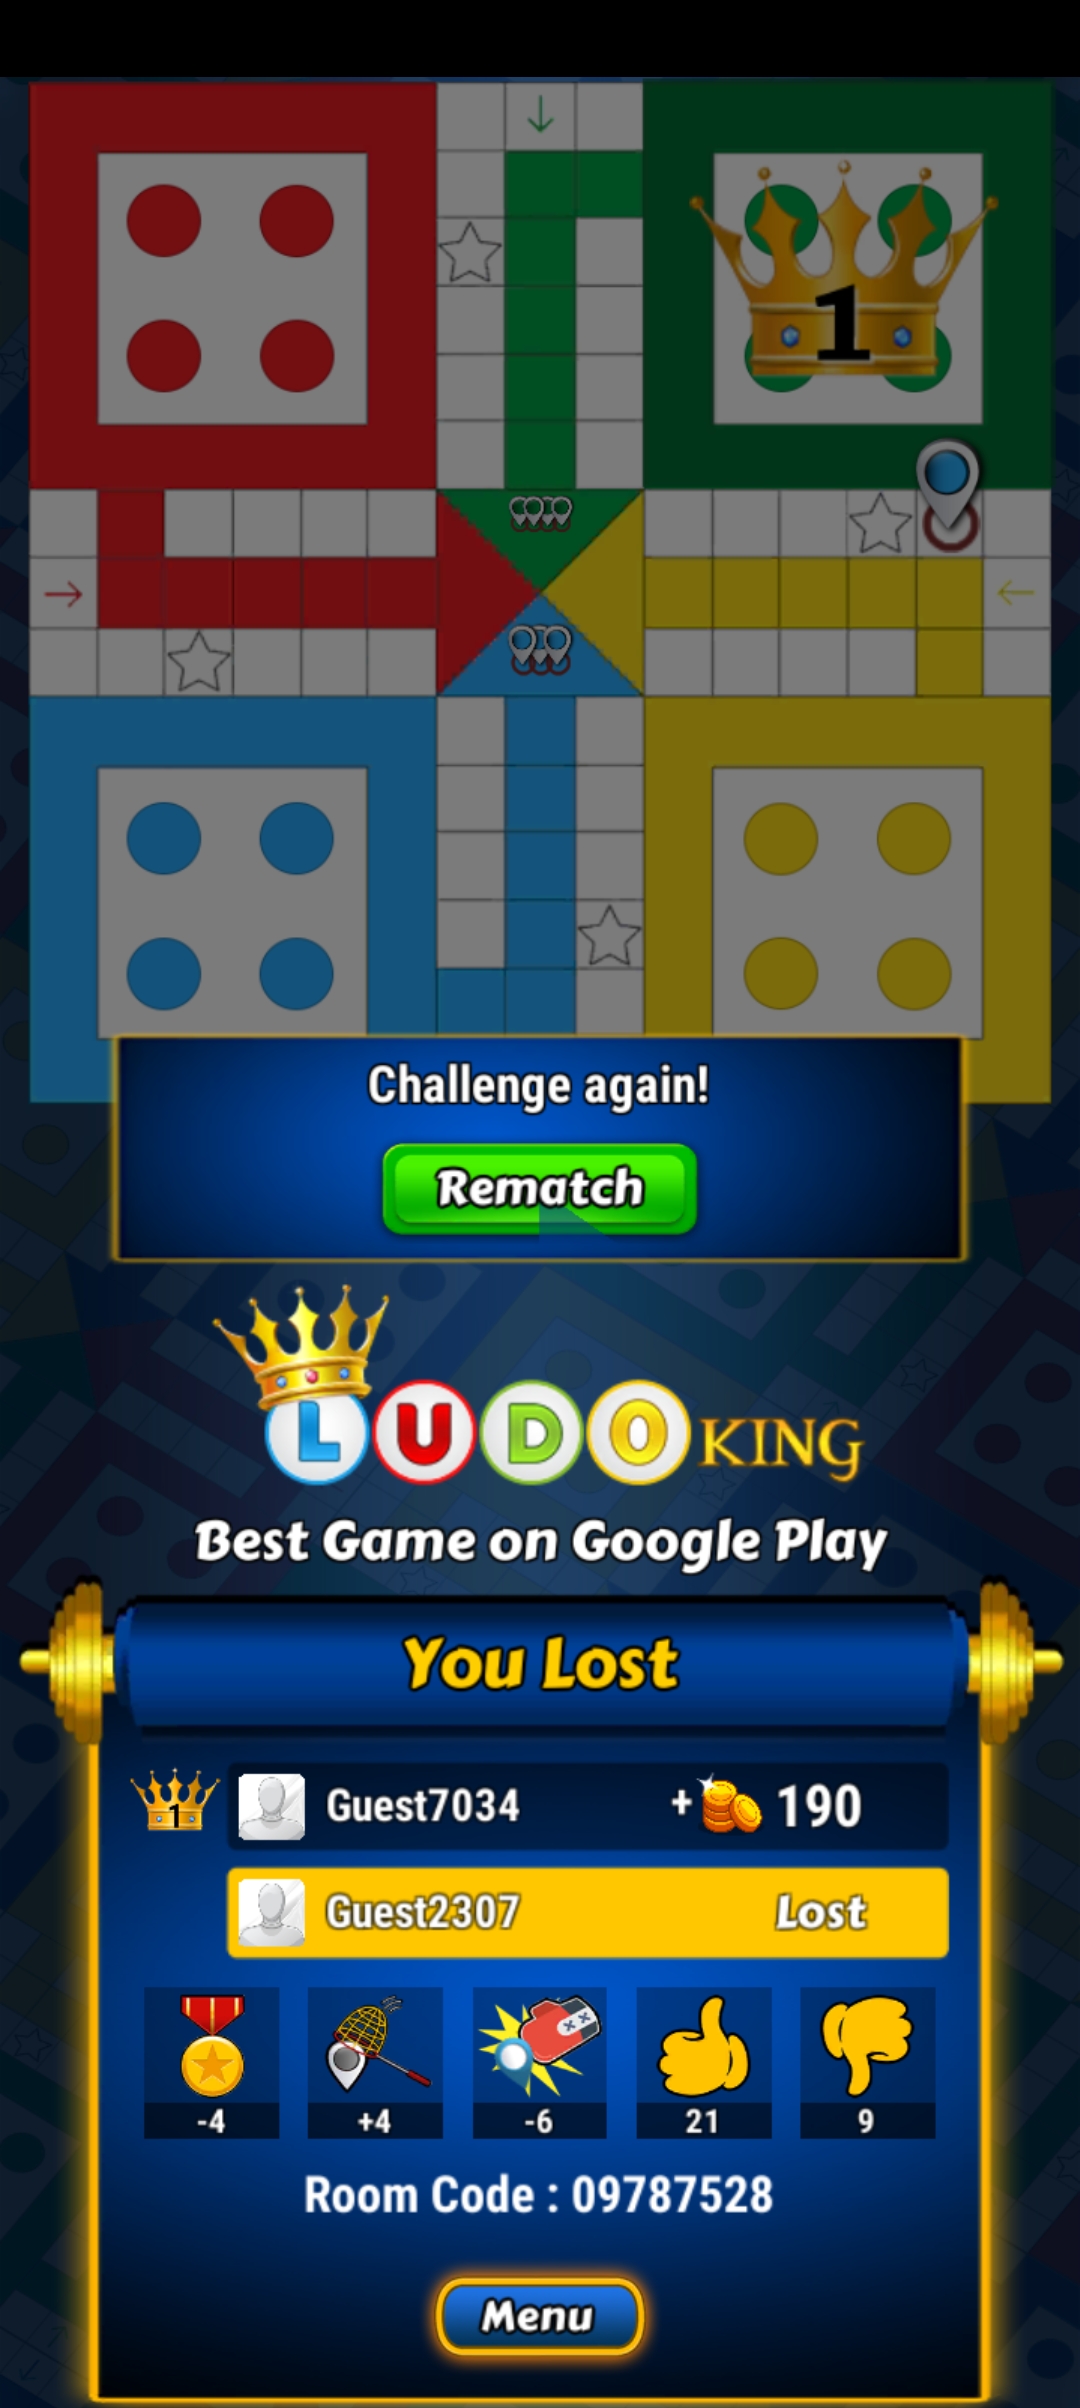 1
Challenge again!
Rematch
LUDO KING
Best Game on Google Play
You Lost
1 Guest7034 + 190
Guest2307 Lost
-4 +4 -6 21 9
Room Code : 09787528
Menu